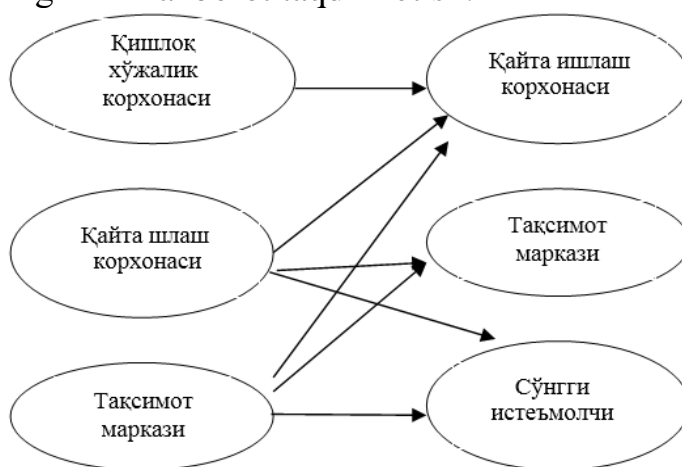 Қишлоқ
хўжалик
корхонаси
Қайта ишлаш
корхонаси
Қайта шлаш
корхонаси
Тақсимот
маркази
Тақсимот
маркази
Сўнгги
истеъмолчи